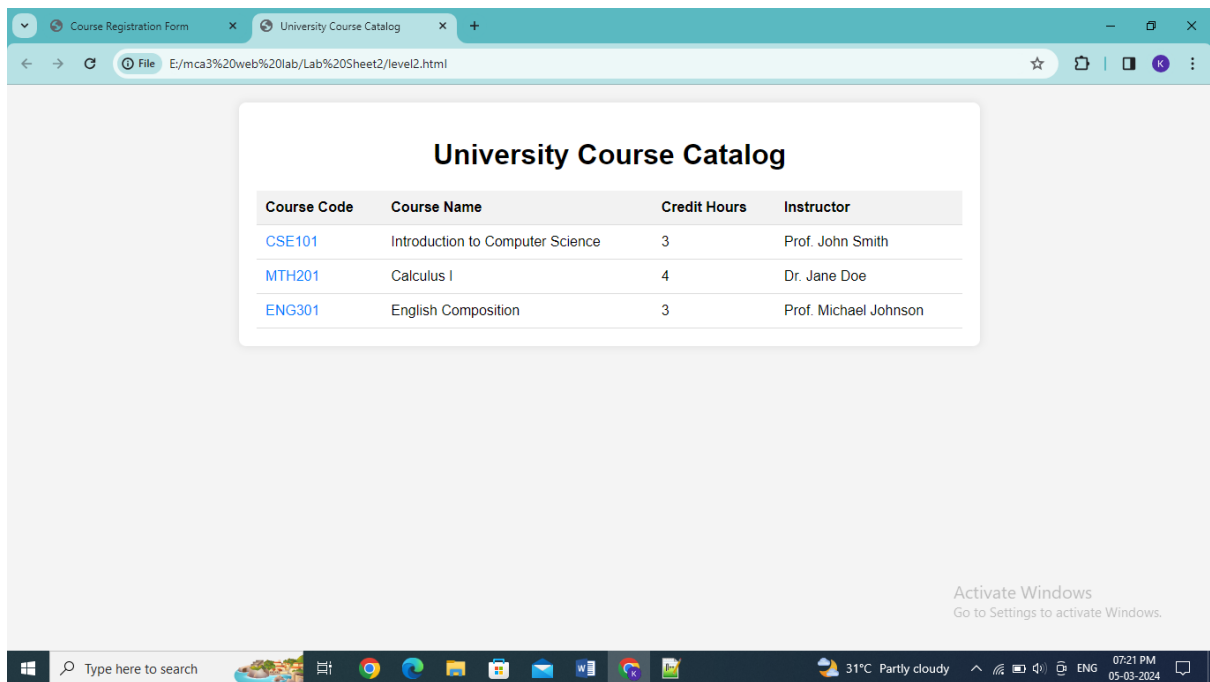 Course Registration Form
University Course Catalog
File E:/mca3%20web%20lab/Lab%20Sheet2/level2.html
K
University Course Catalog
Course Code Course Name Credit Hours Instructor
CSE101 Introduction to Computer Science 3 Prof. John Smith
MTH201 Calculus I 4 Dr. Jane Doe
ENG301 English Composition 3 Prof. Michael Johnson
Activate Windows
Go to Settings to activate Windows.
Type here to search 31°C Partly cloudy ENG 07:21 PM
05-03-2024